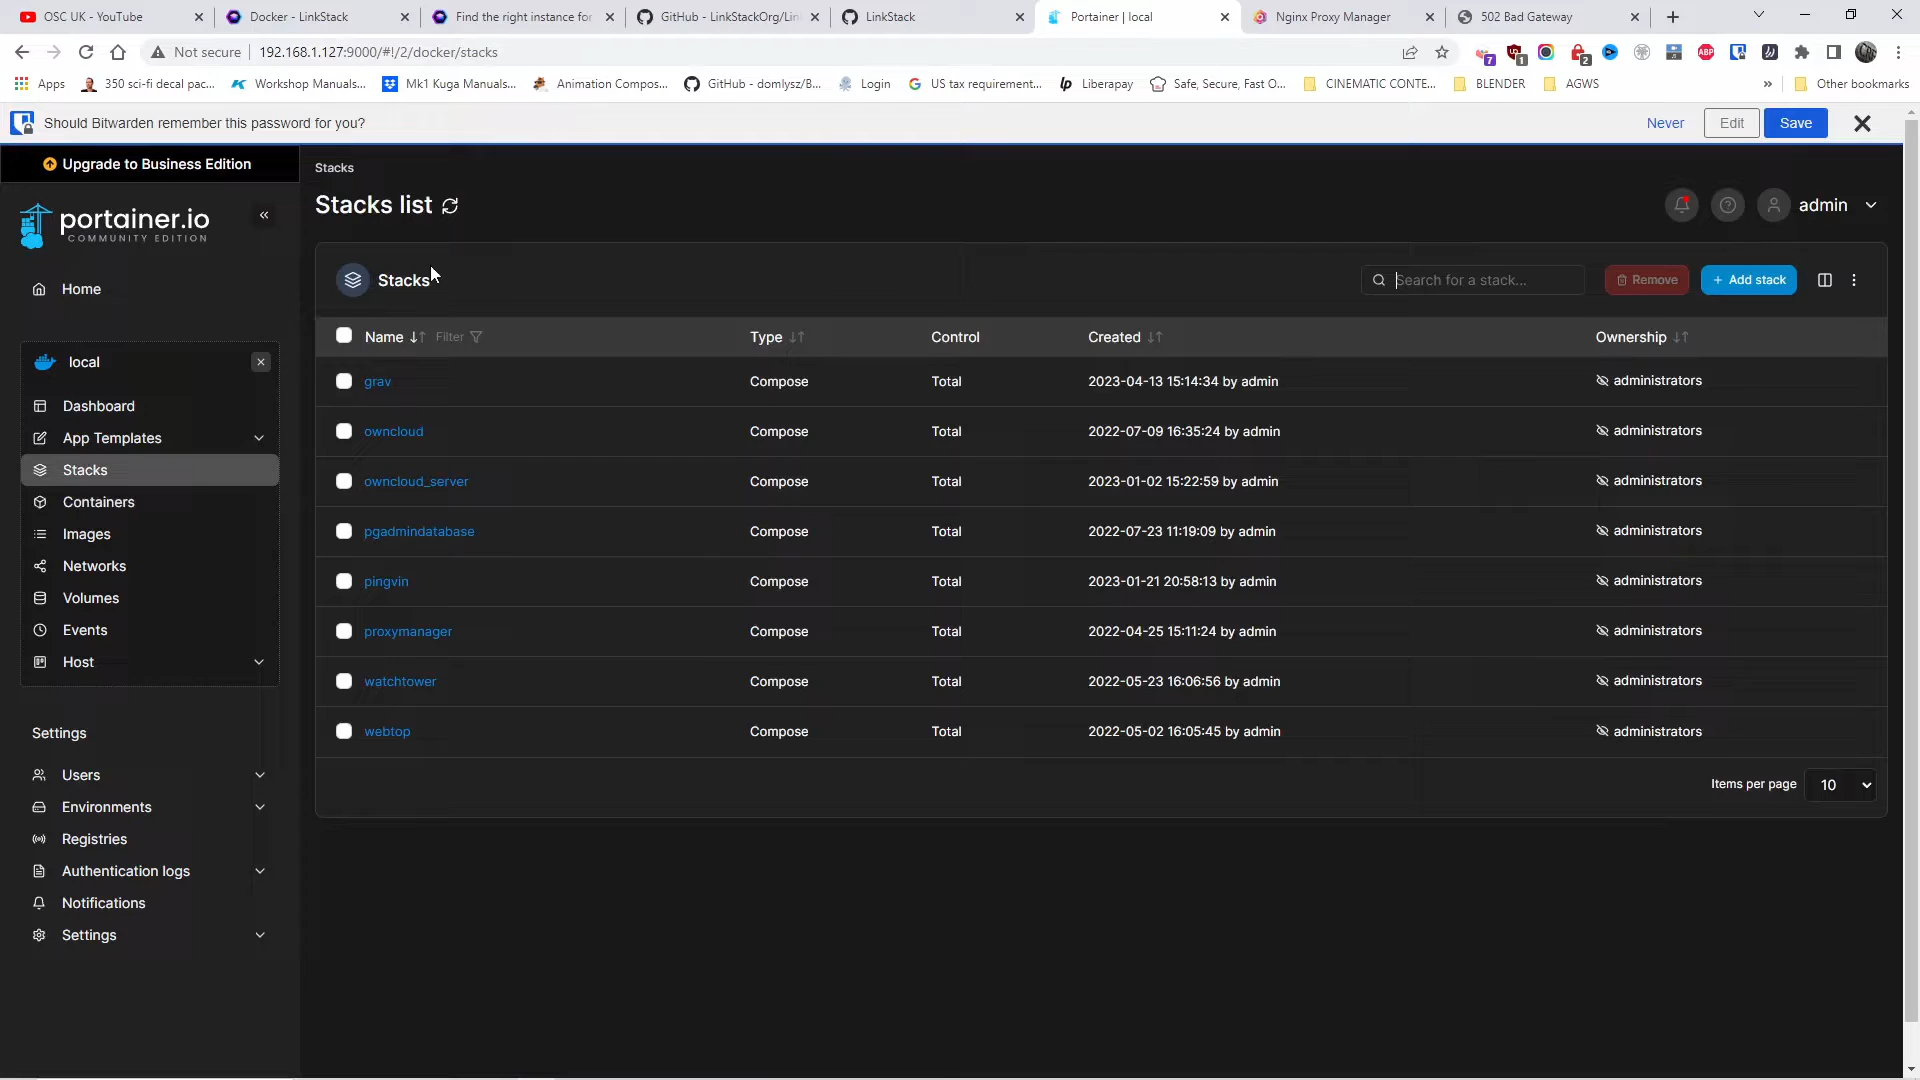 OSC UK - YouTube
Docker - LinkStack
Find the right instance for
GitHub - LinkStackOrg/Lin
LinkStack
Portainer | local
Nginx Proxy Manager
502 Bad Gateway
Not secure
192.168.1.127:9000/#!/2/docker/stacks
7
1
2
ABP
Apps
350 sci-fi decal pac...
Workshop Manuals...
Mk1 Kuga Manuals...
Animation Compos...
GitHub - domlysz/B...
Login
US tax requirement...
Liberapay
Safe, Secure, Fast O...
CINEMATIC CONTE...
BLENDER
AGWS
»
Other bookmarks
Should Bitwarden remember this password for you?
Never
Edit
Save
Upgrade to Business Edition
portainer.io
COMMUNITY EDITION
Home
local
Dashboard
App Templates
Stacks
Containers
Images
Networks
Volumes
Events
Host
Settings
Users
Environments
Registries
Authentication logs
Notifications
Settings
Stacks
Stacks list
admin
Stacks
Search for a stack...
Remove
+ Add stack
Name Filter Type Control Created Ownership
grav Compose Total 2023-04-13 15:14:34 by admin administrators
owncloud Compose Total 2022-07-09 16:35:24 by admin administrators
owncloud_server Compose Total 2023-01-02 15:22:59 by admin administrators
pgadmindatabase Compose Total 2022-07-23 11:19:09 by admin administrators
pingvin Compose Total 2023-01-21 20:58:13 by admin administrators
proxymanager Compose Total 2022-04-25 15:11:24 by admin administrators
watchtower Compose Total 2022-05-23 16:06:56 by admin administrators
webtop Compose Total 2022-05-02 16:05:45 by admin administrators
Items per page 10